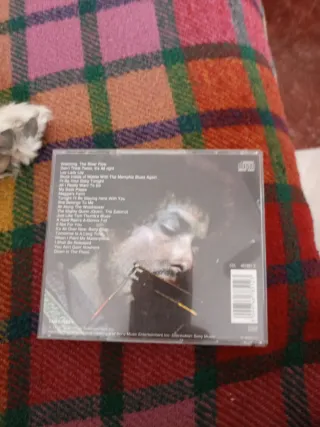 Watching The River Flow
Don't Think Twice, It's All Right
Lay Lady Lay
Stuck Inside Of Mobile With The Memphis Blues Again
I'll Be Your Baby Tonight
All I Really Want To Do
My Back Pages
Maggie's Farm
Tonight I'll Be Staying Here With You
She Belongs To Me
All Along The Watchtower
The Mighty Quinn (Quinn, The Eskimo)
Just Like Tom Thumb's Blues
A Hard Rain's A-Gonna Fall
If Not For You
It's All Over Now, Baby Blue
Tomorrow Is A Long Time
When I Paint My Masterpiece
I Shall Be Released
You Ain't Goin' Nowhere
Down In The Flood
Sony Music Entertainment Inc.